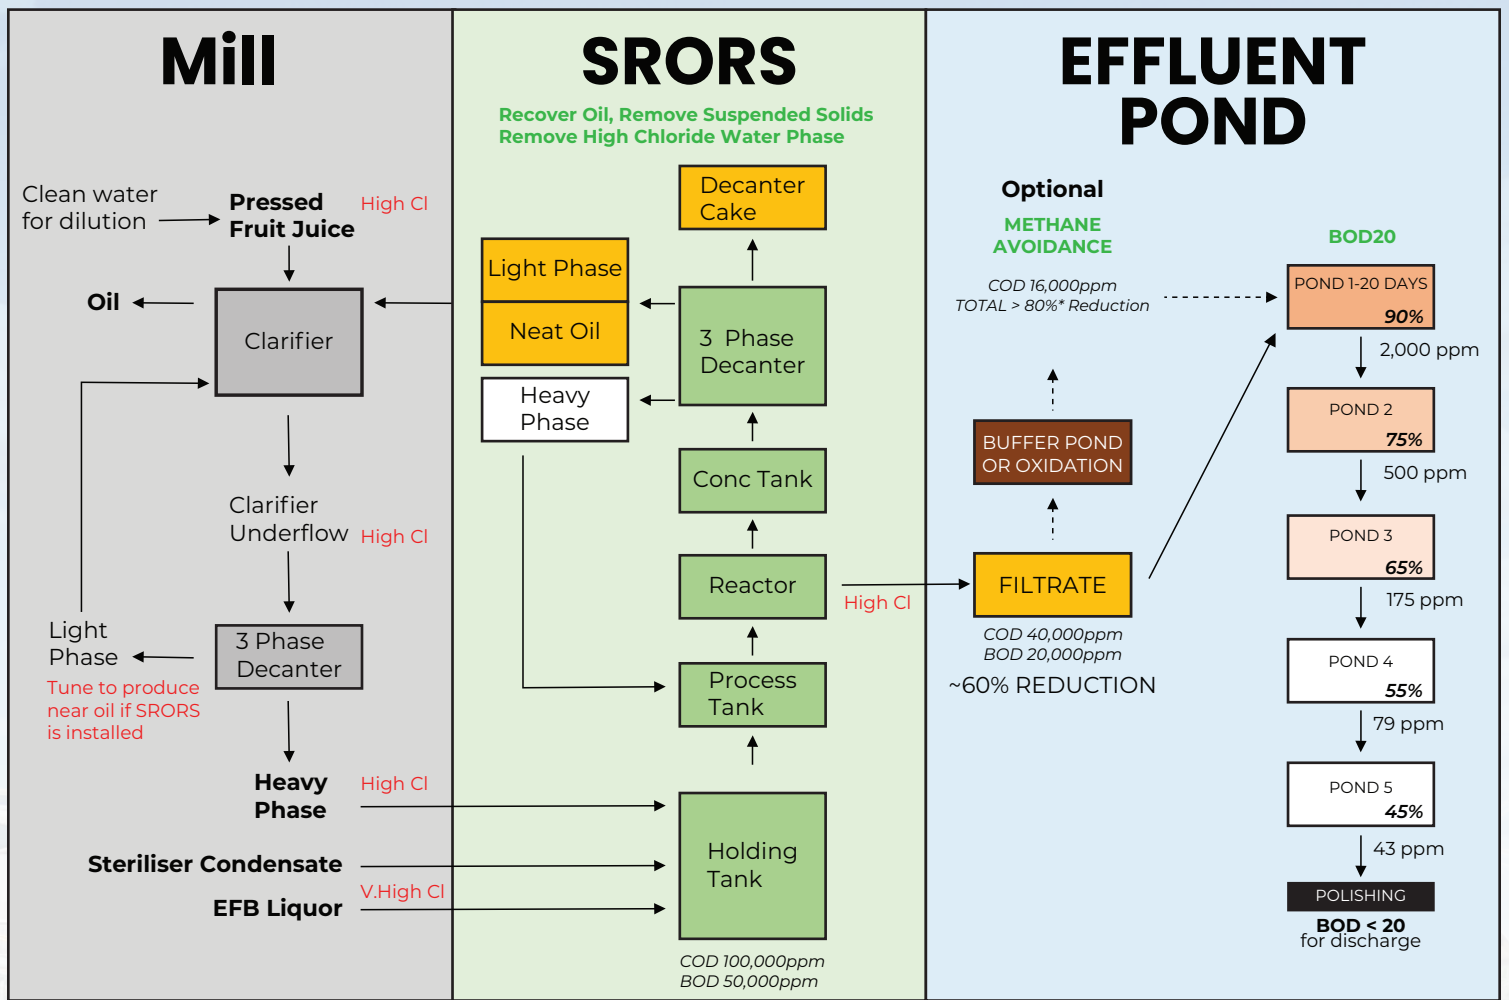 Mill
Clean water
for dilution
Pressed
Fruit Juice
High Cl
Oil
Clarifier
Clarifier
Underflow
High Cl
Light
Phase
3 Phase
Decanter
Tune to produce
near oil if SRORS
is installed
Heavy
Phase
High Cl
Steriliser Condensate
V.High Cl
EFB Liquor
SRORS
Recover Oil, Remove Suspended Solids
Remove High Chloride Water Phase
Decanter
Cake
Light Phase
Neat Oil
3 Phase
Decanter
Heavy
Phase
Conc Tank
Reactor
High Cl
Process
Tank
Holding
Tank
COD 100,000ppm
BOD 50,000ppm
EFFLUENT
POND
Optional
METHANE
AVOIDANCE
COD 16,000ppm
TOTAL > 80%* Reduction
BUFFER POND
OR OXIDATION
FILTRATE
COD 40,000ppm
BOD 20,000ppm
~60% REDUCTION
BOD20
POND 1-20 DAYS
90%
2,000 ppm
POND 2
75%
500 ppm
POND 3
65%
175 ppm
POND 4
55%
79 ppm
POND 5
45%
43 ppm
POLISHING
BOD < 20
for discharge